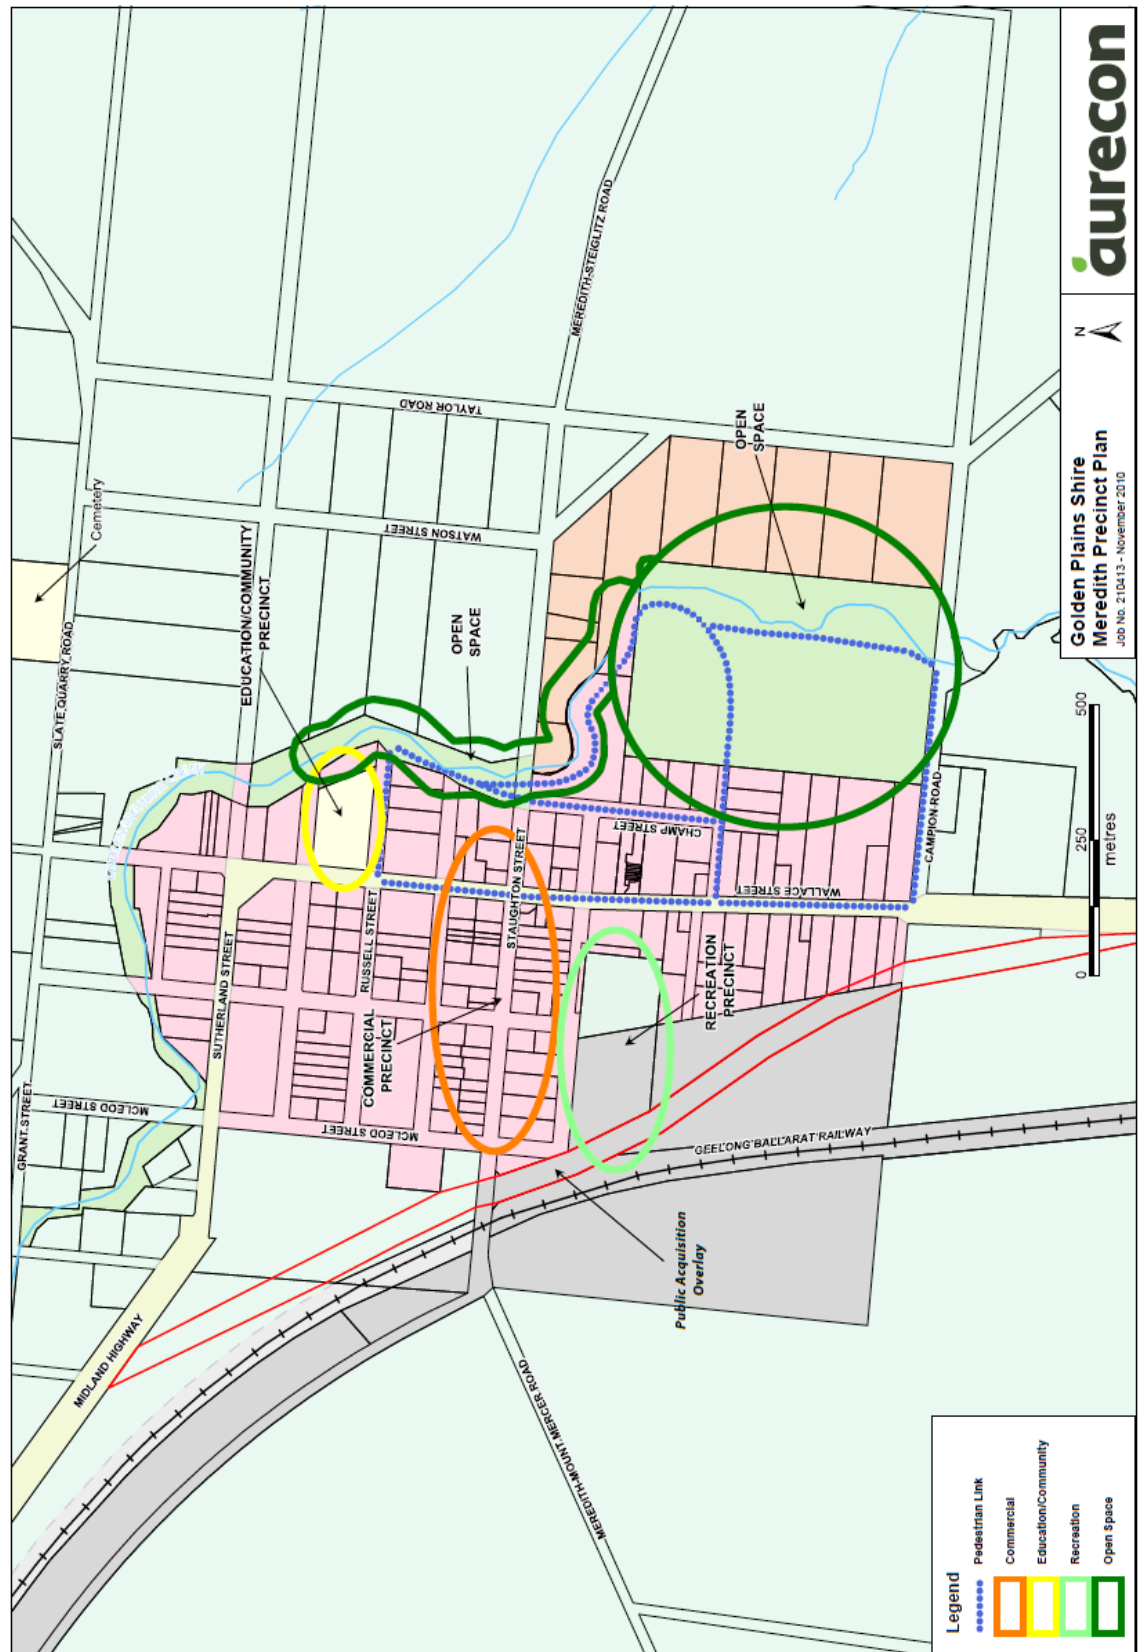 SLATE QUARRY ROAD
Cemetery
GRANT STREET
MCLEOD STREET
SUTHERLAND STREET
MIDLAND HIGHWAY
EDUCATION/COMMUNITY
PRECINCT
WATSON STREET
TAYLOR ROAD
MEREDITH-STEIGLITZ ROAD
OPEN
SPACE
RUSSELL STREET
COMMERCIAL
PRECINCT
MCLEOD STREET
STAUGHTON STREET
CHAMP STREET
WALLACE STREET
RECREATION
PRECINCT
OPEN
SPACE
CAMPION ROAD
GEELONG BALLARAT RAILWAY
Public Acquisition
Overlay
MEREDITH-MOUNT MERCER ROAD
Legend
Pedestrian Link
Commercial
Education/Community
Recreation
Open Space
0 250 500
metres
Golden Plains Shire
Meredith Precinct Plan
Job No. 210413 - November 2010
N
aurecon